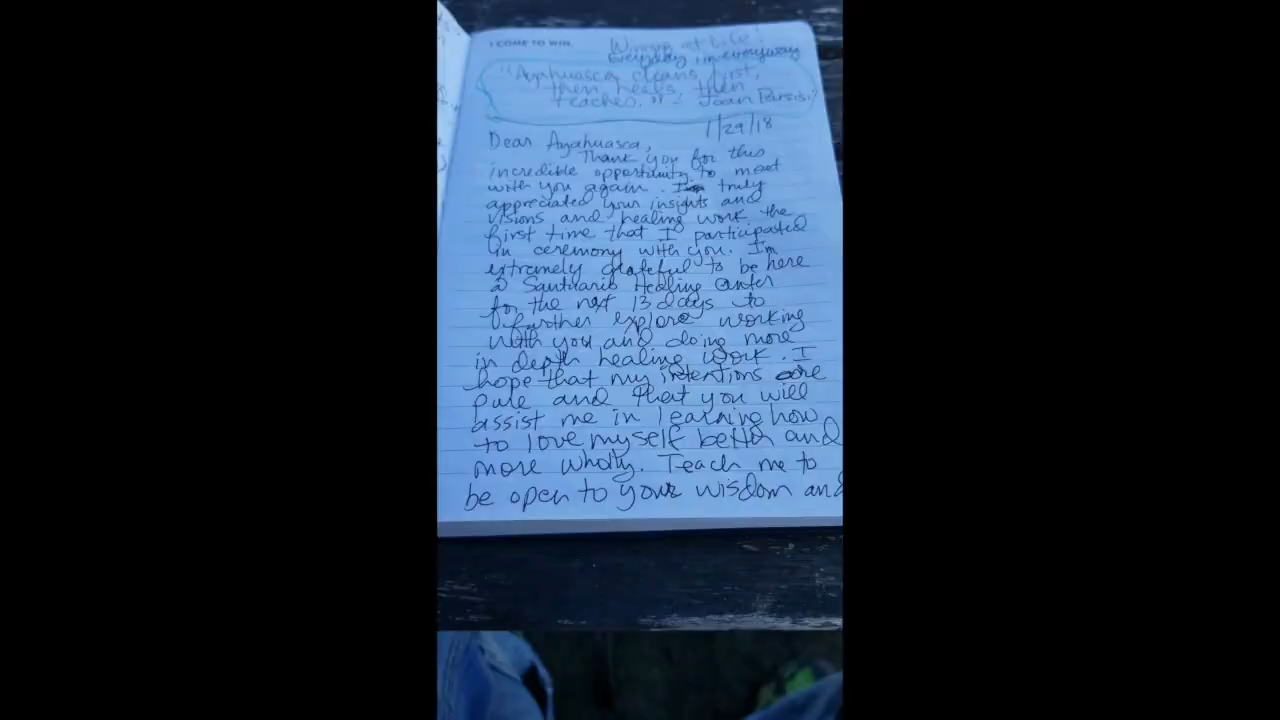 I COME TO WIN.
Winning at Life!
Everyday in everyway
"Ayahuasca cleans first,
then heals, then
teaches." - Joan
1/29/18
Dear Ayahuasca,
Thank you for this
incredible opportunity to meet
with you again. I truly
appreciated your insights and
visions and healing work the
first time that I participated
in ceremony with you. I'm
extremely grateful to be here
@ Santuario Healing Center
for the next 13 days to
further explore working
with you and doing more
in depth healing work. I
hope that my intentions are
pure and that you will
assist me in learning how
to love myself better and
more wholly. Teach me to
be open to your wisdom and